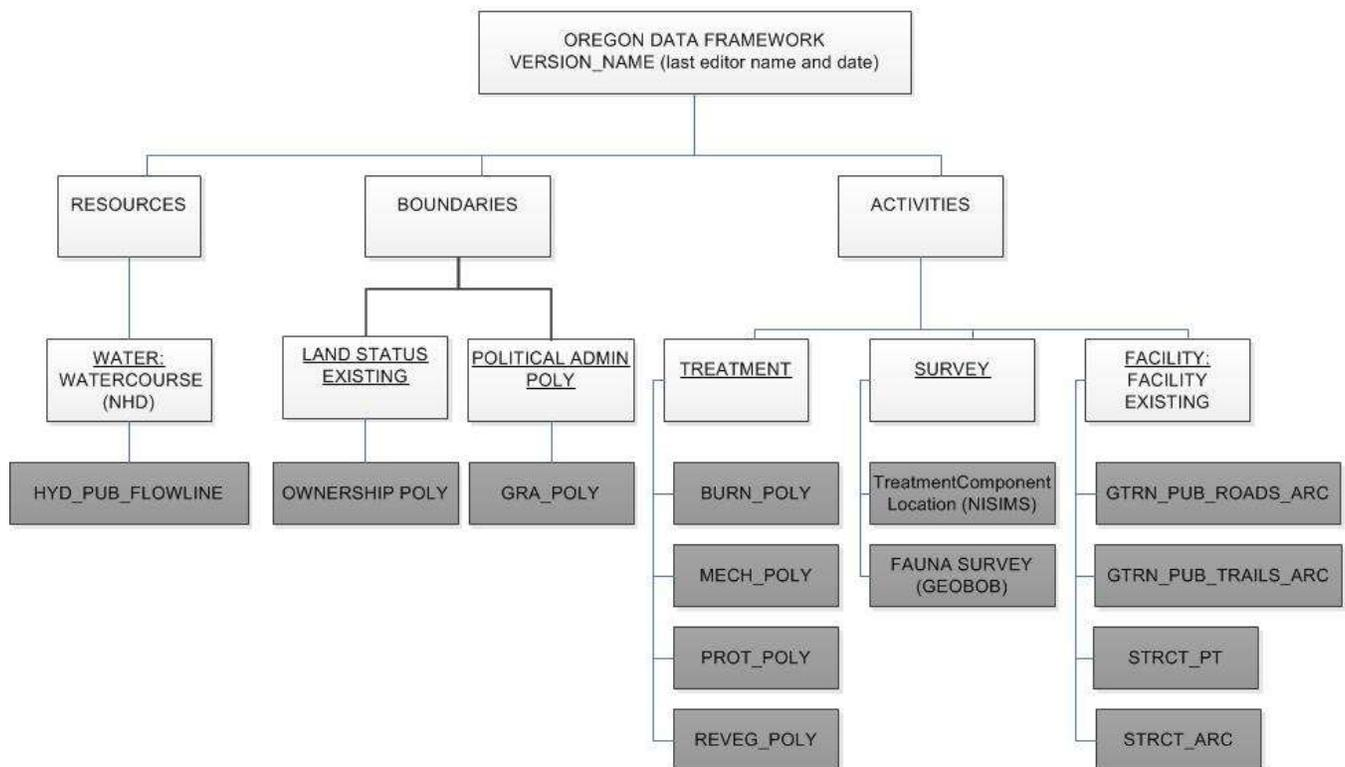 OREGON DATA FRAMEWORK
VERSION_NAME (last editor name and date)
RESOURCES
BOUNDARIES
ACTIVITIES
WATER:
WATERCOURSE
(NHD)
LAND STATUS
EXISTING
POLITICAL ADMIN
POLY
TREATMENT
SURVEY
FACILITY:
FACILITY
EXISTING
HYD_PUB_FLOWLINE
OWNERSHIP POLY
GRA_POLY
BURN_POLY
TreatmentComponent
Location (NISIMS)
GTRN_PUB_ROADS_ARC
MECH_POLY
FAUNA SURVEY
(GEOBOB)
GTRN_PUB_TRAILS_ARC
PROT_POLY
STRCT_PT
REVEG_POLY
STRCT_ARC